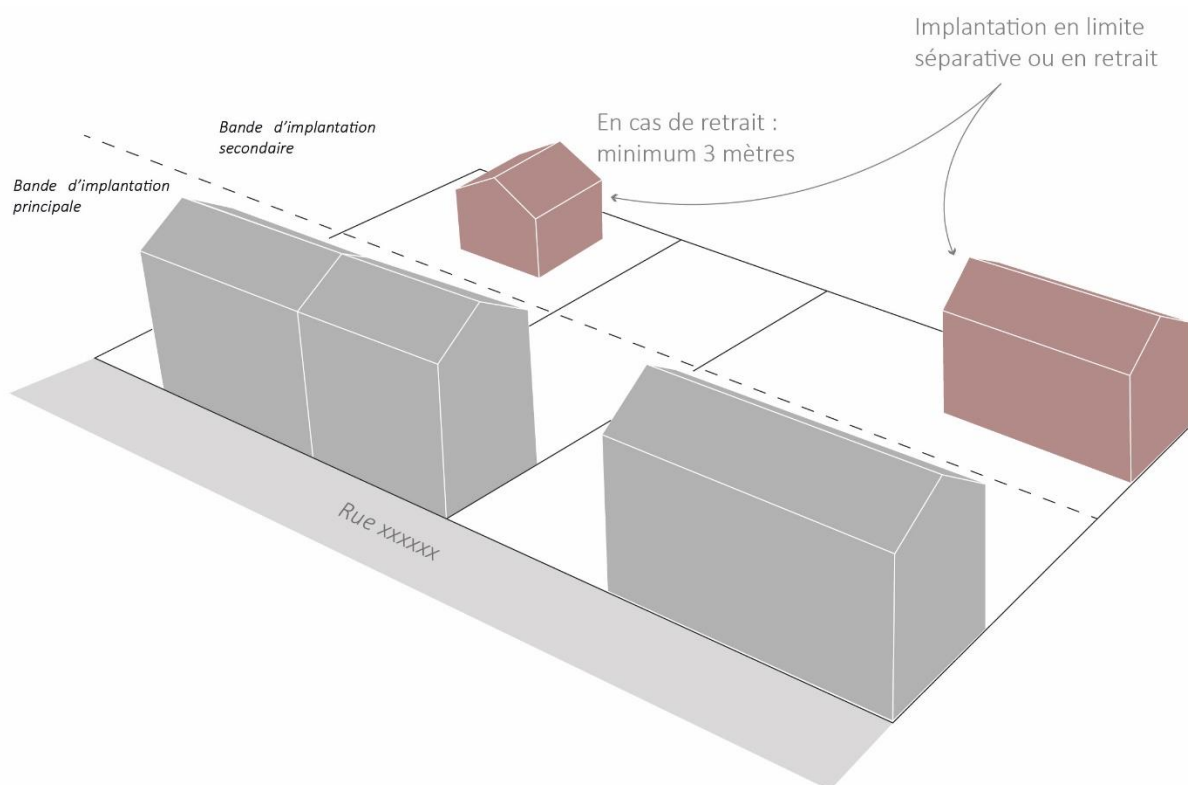 Implantation en limite
séparative ou en retrait
En cas de retrait :
minimum 3 mètres
Bande d'implantation
secondaire
Bande d'implantation
principale
Rue xxxxxx